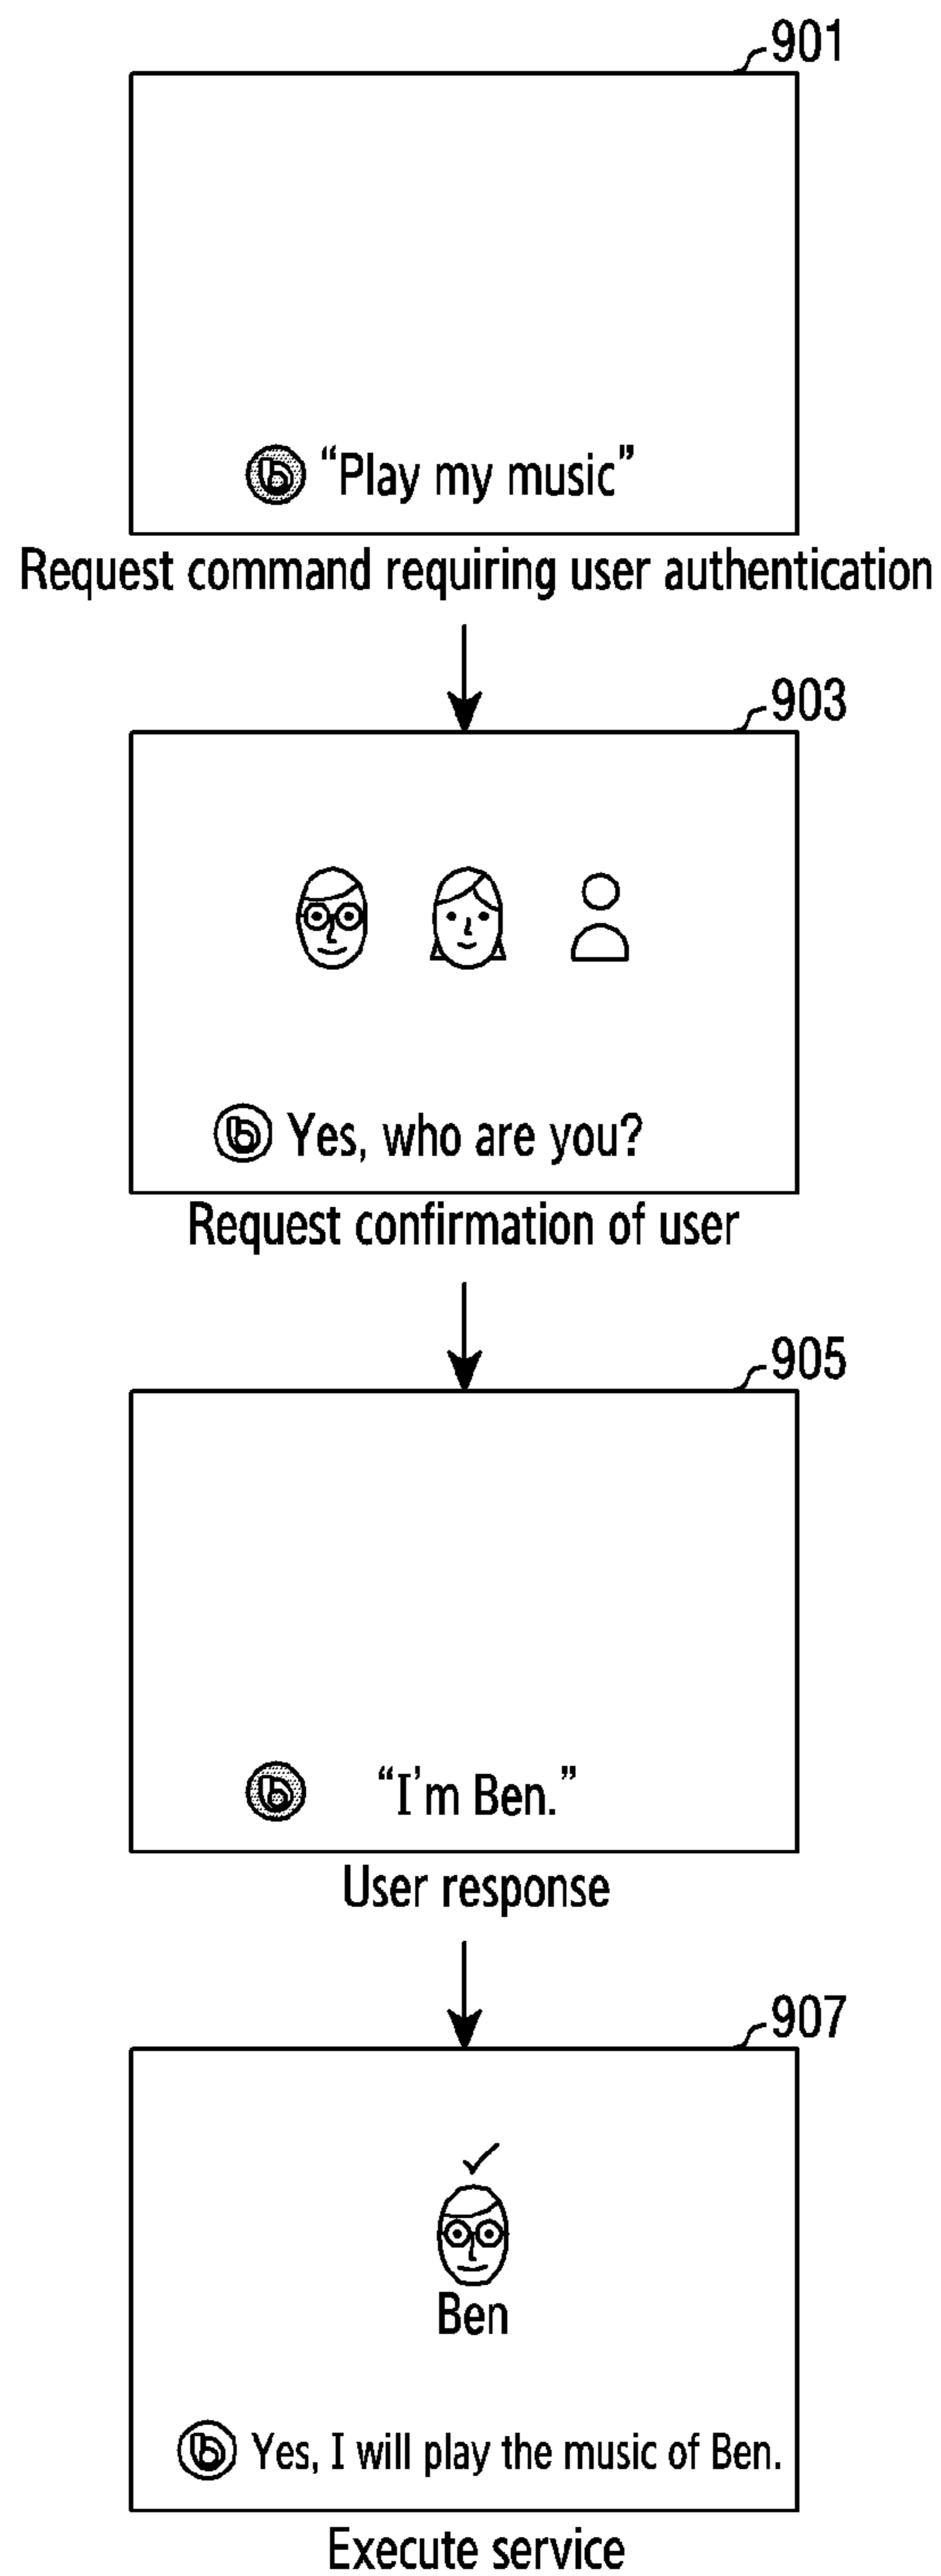 901
“Play my music”
Request command requiring user authentication
903
Yes, who are you?
Request confirmation of user
905
“I’m Ben.”
User response
907
Ben
Yes, I will play the music of Ben.
Execute service